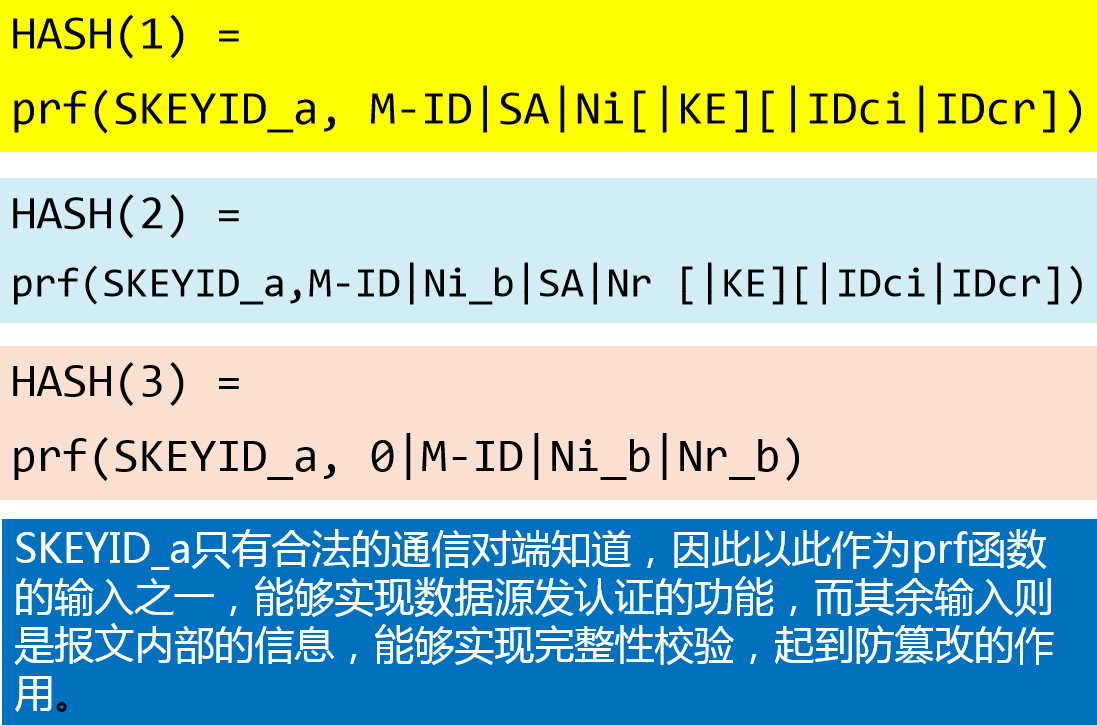 HASH(1) =
prf(SKEYID_a, M-ID|SA|Ni[|KE][|IDci|IDcr])
HASH(2) =
prf(SKEYID_a,M-ID|Ni_b|SA|Nr [|KE][|IDci|IDcr])
HASH(3) =
prf(SKEYID_a, 0|M-ID|Ni_b|Nr_b)
SKEYID_a只有合法的通信对端知道，因此以此作为prf函数
的输入之一，能够实现数据源发认证的功能，而其余输入则
是报文内部的信息，能够实现完整性校验，起到防篡改的作
用。